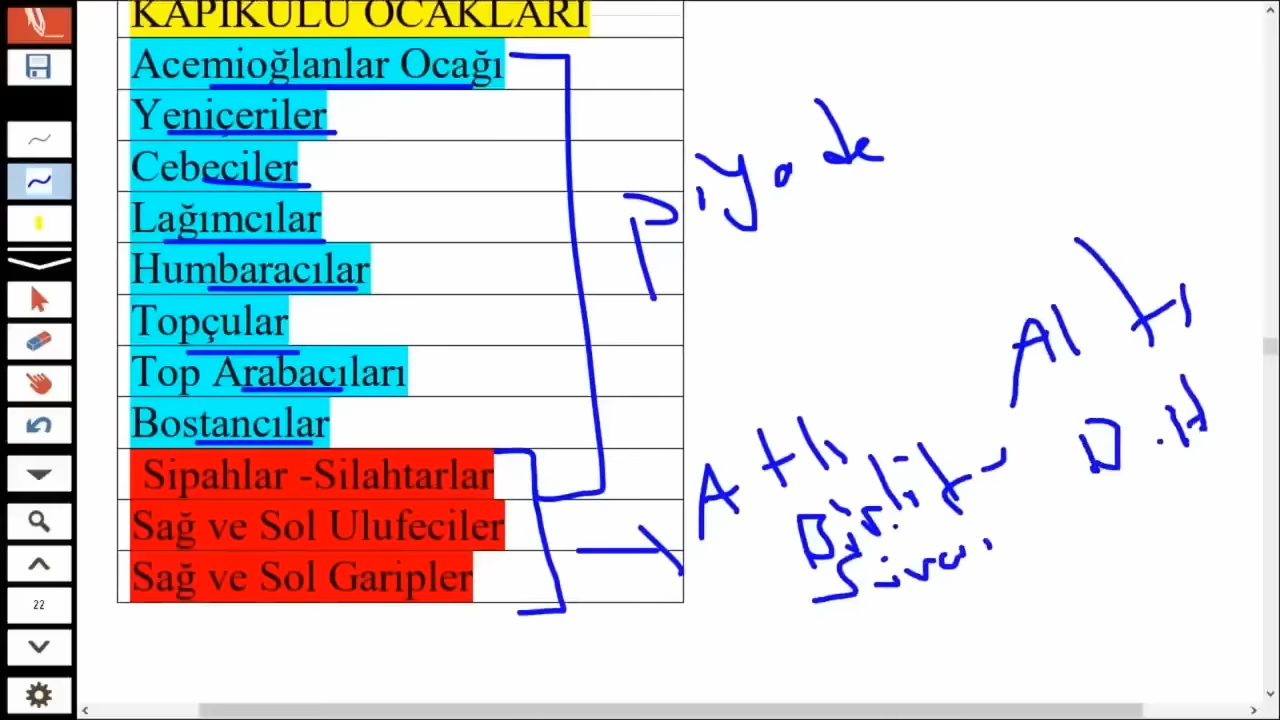 KAPIKULU OCAKLARI
Acemioğlanlar Ocağı
Yeniçeriler
Cebeciler
Lağımcılar
Humbaracılar
Topçular
Top Arabacıları
Bostancılar
Sipahlar -Silahtarlar
Sağ ve Sol Ulufeciler
Sağ ve Sol Garipler
Piyade
Altı
Atlı
Birlik
D.H
Süvari
22